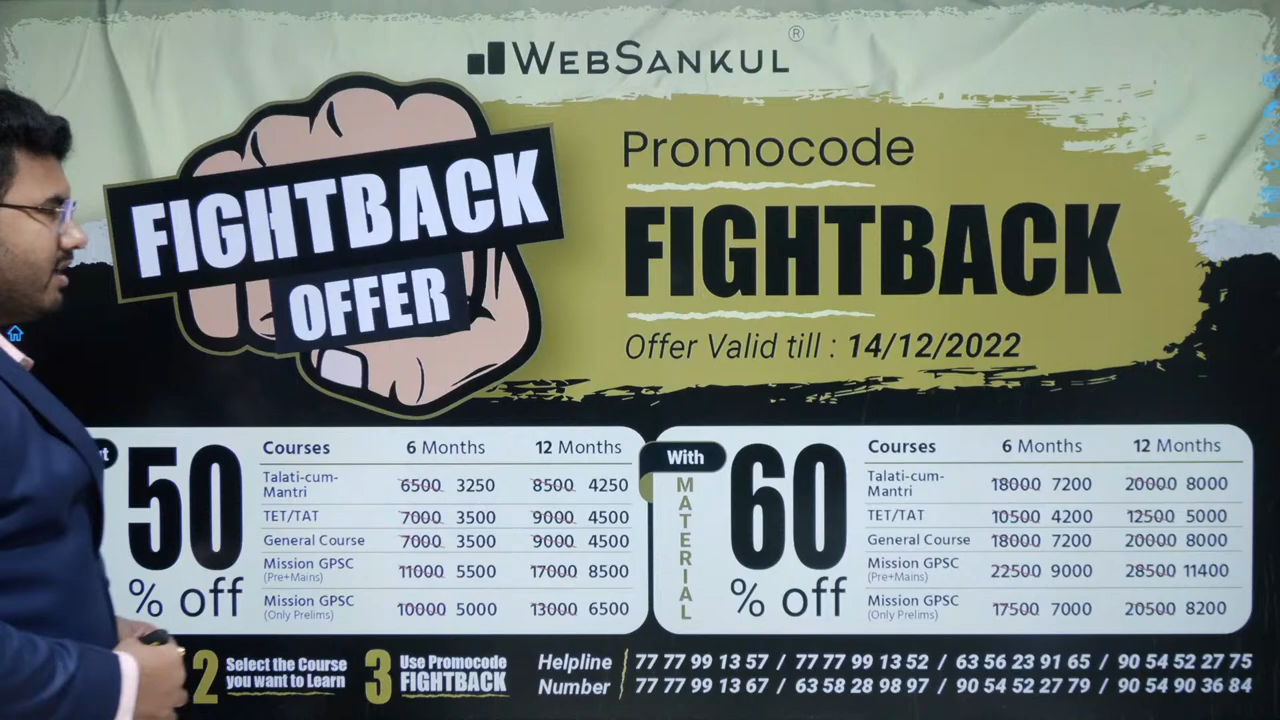 WEBSANKUL®
FIGHTBACK
OFFER
Promocode
FIGHTBACK
Offer Valid till : 14/12/2022
50
% off
Courses 6 Months 12 Months
Talati-cum-
Mantri 6500 3250 8500 4250
TET/TAT 7000 3500 9000 4500
General Course 7000 3500 9000 4500
Mission GPSC 11000 5500 17000 8500
(Pre+Mains)
Mission GPSC 10000 5000 13000 6500
(Only Prelims)
With
MATERIAL
60
% off
Courses 6 Months 12 Months
Talati-cum-
Mantri 18000 7200 20000 8000
TET/TAT 10500 4200 12500 5000
General Course 18000 7200 20000 8000
Mission GPSC 22500 9000 28500 11400
(Pre+Mains)
Mission GPSC 17500 7000 20500 8200
(Only Prelims)
2 Select the Course
you want to Learn
3 Use Promocode
FIGHTBACK
Helpline 77 77 99 13 57 / 77 77 99 13 52 / 63 56 23 91 65 / 90 54 52 27 75
Number 77 77 99 13 67 / 63 58 28 98 97 / 90 54 52 27 79 / 90 54 90 36 84